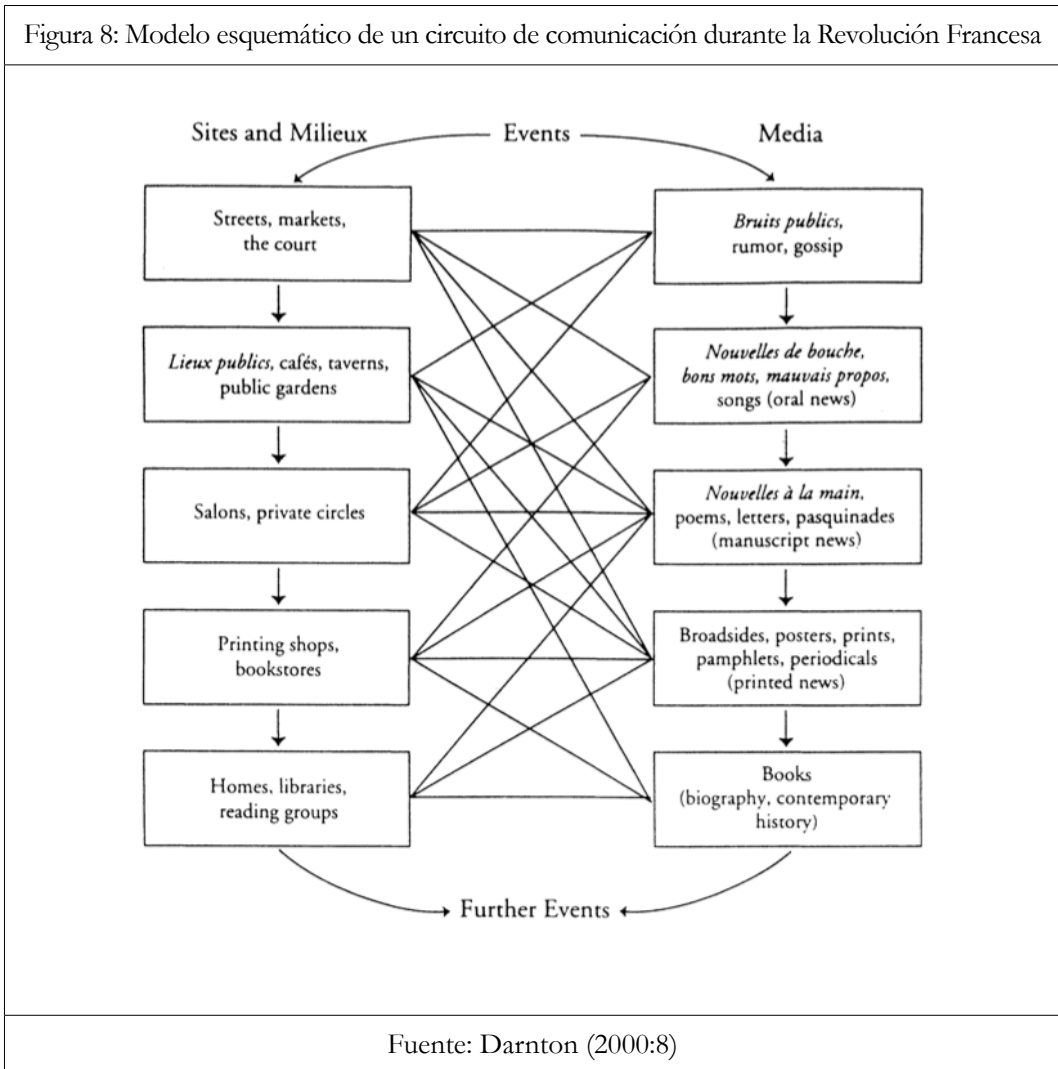 Figura 8: Modelo esquemático de un circuito de comunicación durante la Revolución Francesa
Sites and Milieux
Events
Media
Streets, markets,
the court
Bruits publics,
rumor, gossip
Lieux publics, cafés, taverns,
public gardens
Nouvelles de bouche,
bons mots, mauvais propos,
songs (oral news)
Salons, private circles
Nouvelles à la main,
poems, letters, pasquinades
(manuscript news)
Printing shops,
bookstores
Broadsides, posters, prints,
pamphlets, periodicals
(printed news)
Homes, libraries,
reading groups
Books
(biography, contemporary
history)
Further Events
Fuente: Darnton (2000:8)